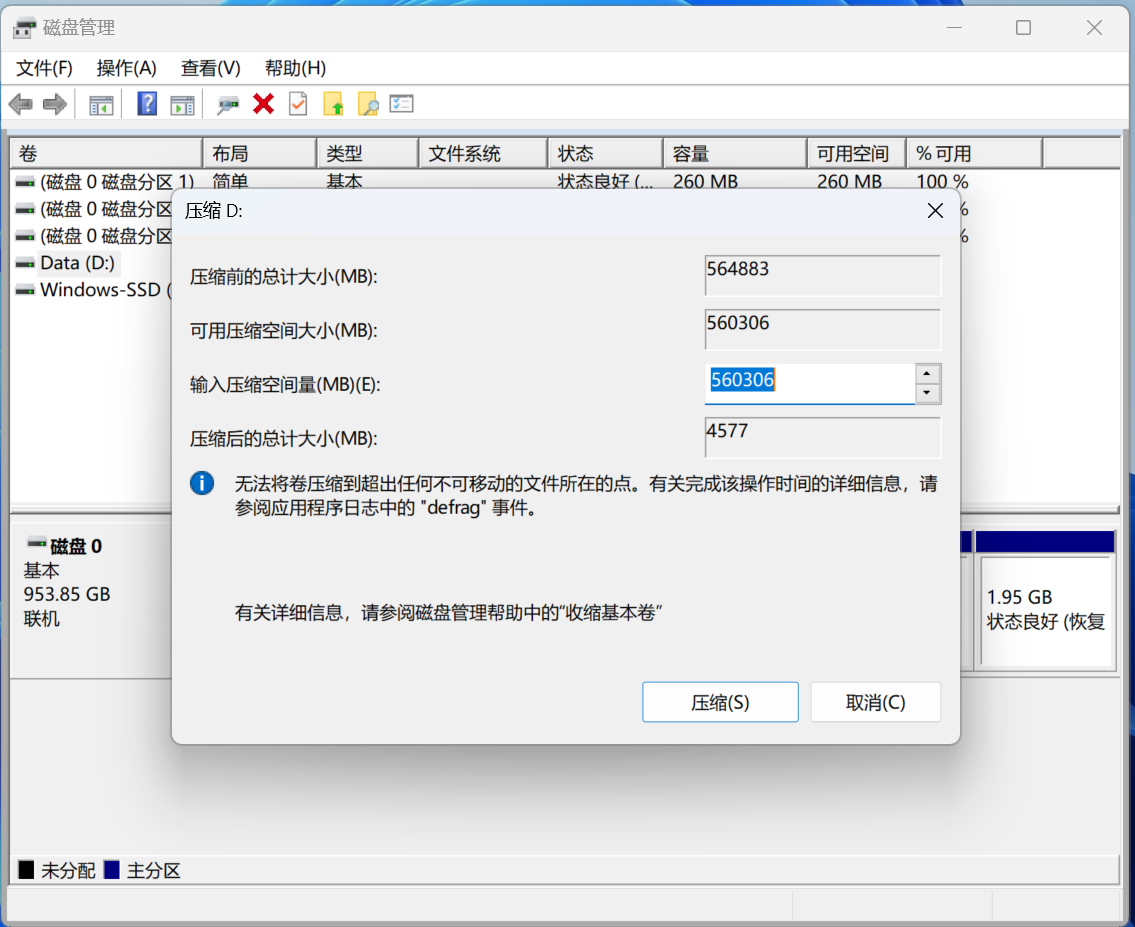 磁盘管理
文件(F) 操作(A) 查看(V) 帮助(H)
卷 布局 类型 文件系统 状态 容量 可用空间 % 可用
(磁盘 0 磁盘分区 1) 简单 基本 状态良好 (... 260 MB 260 MB 100 %
(磁盘 0 磁盘分区 %
(磁盘 0 磁盘分区 %
Data (D:)
Windows-SSD (
压缩 D:
压缩前的总计大小(MB): 564883
可用压缩空间大小(MB): 560306
输入压缩空间量(MB)(E): 560306
压缩后的总计大小(MB): 4577
无法将卷压缩到超出任何不可移动的文件所在的点。有关完成该操作时间的详细信息，请
参阅应用程序日志中的 "defrag" 事件。
有关详细信息，请参阅磁盘管理帮助中的“收缩基本卷”
压缩(S) 取消(C)
磁盘 0
基本
953.85 GB
联机
1.95 GB
状态良好 (恢复
未分配 主分区